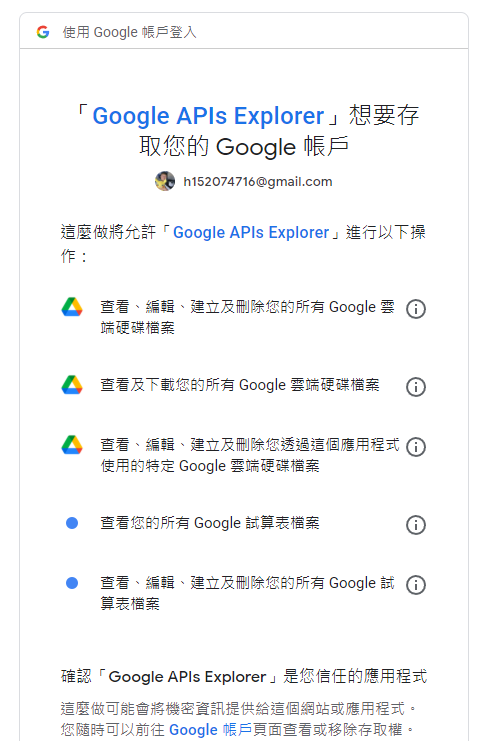 使用 Google 帳戶登入
「Google APIs Explorer」想要存
取您的 Google 帳戶
h152074716@gmail.com
這麼做將允許「Google APIs Explorer」進行以下操
作：
查看、編輯、建立及刪除您的所有 Google 雲
端硬碟檔案
查看及下載您的所有 Google 雲端硬碟檔案
查看、編輯、建立及刪除您透過這個應用程式
使用的特定 Google 雲端硬碟檔案
查看您的所有 Google 試算表檔案
查看、編輯、建立及刪除您的所有 Google 試
算表檔案
確認「Google APIs Explorer」是您信任的應用程式
這麼做可能會將機密資訊提供給這個網站或應用程式。
您隨時可以前往 Google 帳戶頁面查看或移除存取權。